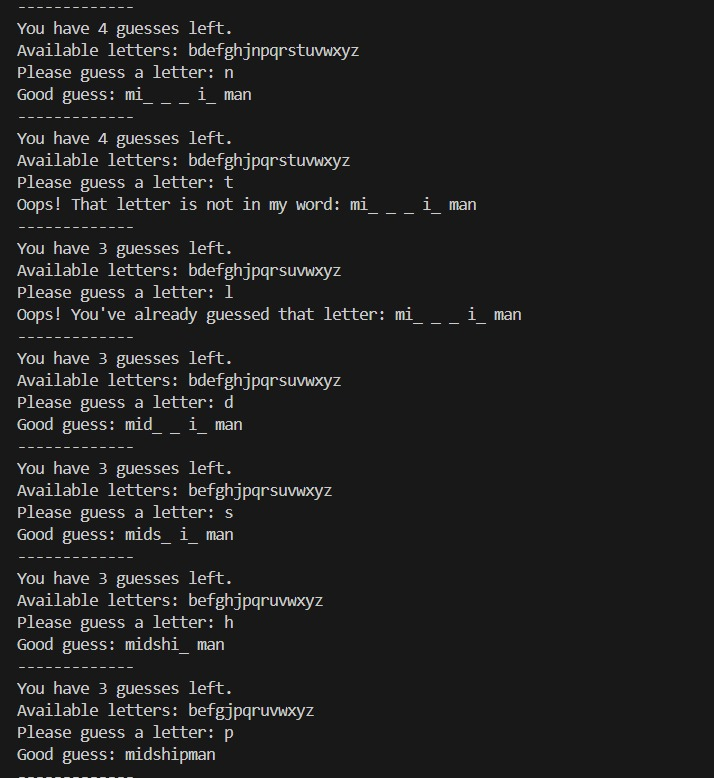 -------------
You have 4 guesses left.
Available letters: bdefghjnpqrstuvwxyz
Please guess a letter: n
Good guess: mi_ _ _ i_ man
-------------
You have 4 guesses left.
Available letters: bdefghjpqrstuvwxyz
Please guess a letter: t
Oops! That letter is not in my word: mi_ _ _ i_ man
-------------
You have 3 guesses left.
Available letters: bdefghjpqrsuvwxyz
Please guess a letter: l
Oops! You've already guessed that letter: mi_ _ _ i_ man
-------------
You have 3 guesses left.
Available letters: bdefghjpqrsuvwxyz
Please guess a letter: d
Good guess: mid_ _ i_ man
-------------
You have 3 guesses left.
Available letters: befghjpqrsuvwxyz
Please guess a letter: s
Good guess: mids_ i_ man
-------------
You have 3 guesses left.
Available letters: befghjpqruvwxyz
Please guess a letter: h
Good guess: midshi_ man
-------------
You have 3 guesses left.
Available letters: befgjpqruvwxyz
Please guess a letter: p
Good guess: midshipman
-------------